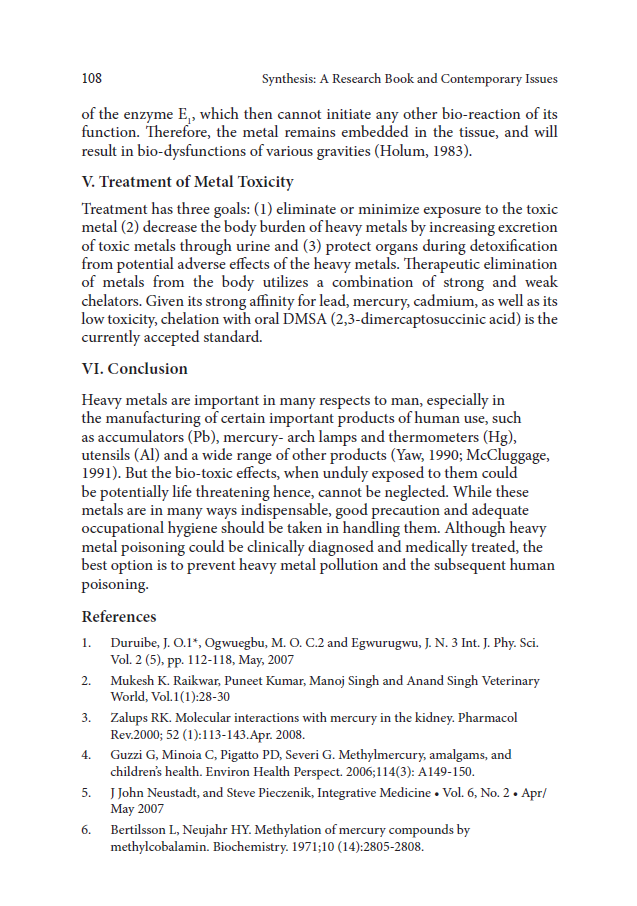 108 Synthesis: A Research Book and Contemporary Issues
of the enzyme E1, which then cannot initiate any other bio-reaction of its
function. Therefore, the metal remains embedded in the tissue, and will
result in bio-dysfunctions of various gravities (Holum, 1983).
V. Treatment of Metal Toxicity
Treatment has three goals: (1) eliminate or minimize exposure to the toxic
metal (2) decrease the body burden of heavy metals by increasing excretion
of toxic metals through urine and (3) protect organs during detoxification
from potential adverse effects of the heavy metals. Therapeutic elimination
of metals from the body utilizes a combination of strong and weak
chelators. Given its strong affinity for lead, mercury, cadmium, as well as its
low toxicity, chelation with oral DMSA (2,3-dimercaptosuccinic acid) is the
currently accepted standard.
VI. Conclusion
Heavy metals are important in many respects to man, especially in
the manufacturing of certain important products of human use, such
as accumulators (Pb), mercury- arch lamps and thermometers (Hg),
utensils (Al) and a wide range of other products (Yaw, 1990; McCluggage,
1991). But the bio-toxic effects, when unduly exposed to them could
be potentially life threatening hence, cannot be neglected. While these
metals are in many ways indispensable, good precaution and adequate
occupational hygiene should be taken in handling them. Although heavy
metal poisoning could be clinically diagnosed and medically treated, the
best option is to prevent heavy metal pollution and the subsequent human
poisoning.
References
1. Duruibe, J. O.1*, Ogwuegbu, M. O. C.2 and Egwurugwu, J. N. 3 Int. J. Phy. Sci.
Vol. 2 (5), pp. 112-118, May, 2007
2. Mukesh K. Raikwar, Puneet Kumar, Manoj Singh and Anand Singh Veterinary
World, Vol.1(1):28-30
3. Zalups RK. Molecular interactions with mercury in the kidney. Pharmacol
Rev.2000; 52 (1):113-143.Apr. 2008.
4. Guzzi G, Minoia C, Pigatto PD, Severi G. Methylmercury, amalgams, and
children's health. Environ Health Perspect. 2006;114(3): A149-150.
5. J John Neustadt, and Steve Pieczenik, Integrative Medicine • Vol. 6, No. 2 • Apr/
May 2007
6. Bertilsson L, Neujahr HY. Methylation of mercury compounds by
methylcobalamin. Biochemistry. 1971;10 (14):2805-2808.